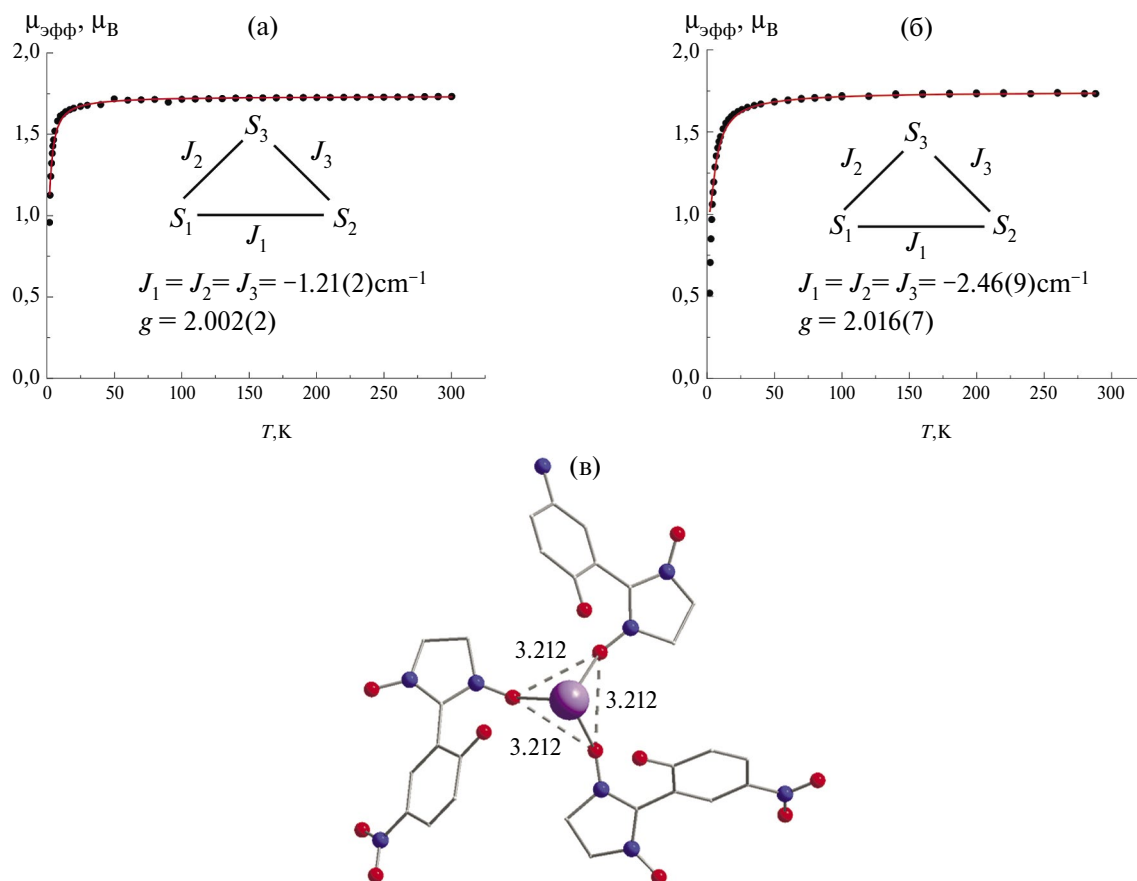 μэфф, μB (а)
2,0
1,5
1,0
0,5
0,0
0 50 100 150 200 250 300
T,K
S3
J2 J3
S1 S2
J1
J1 = J2= J3= −1.21(2)cm−1
g = 2.002(2)
μэфф, μB (б)
2,0
1,5
1,0
0,5
0,0
0 50 100 150 200 250 300
T,K
S3
J2 J3
S1 S2
J1
J1 = J2= J3= −2.46(9)cm−1
g = 2.016(7)
(в)
3.212
3.212
3.212